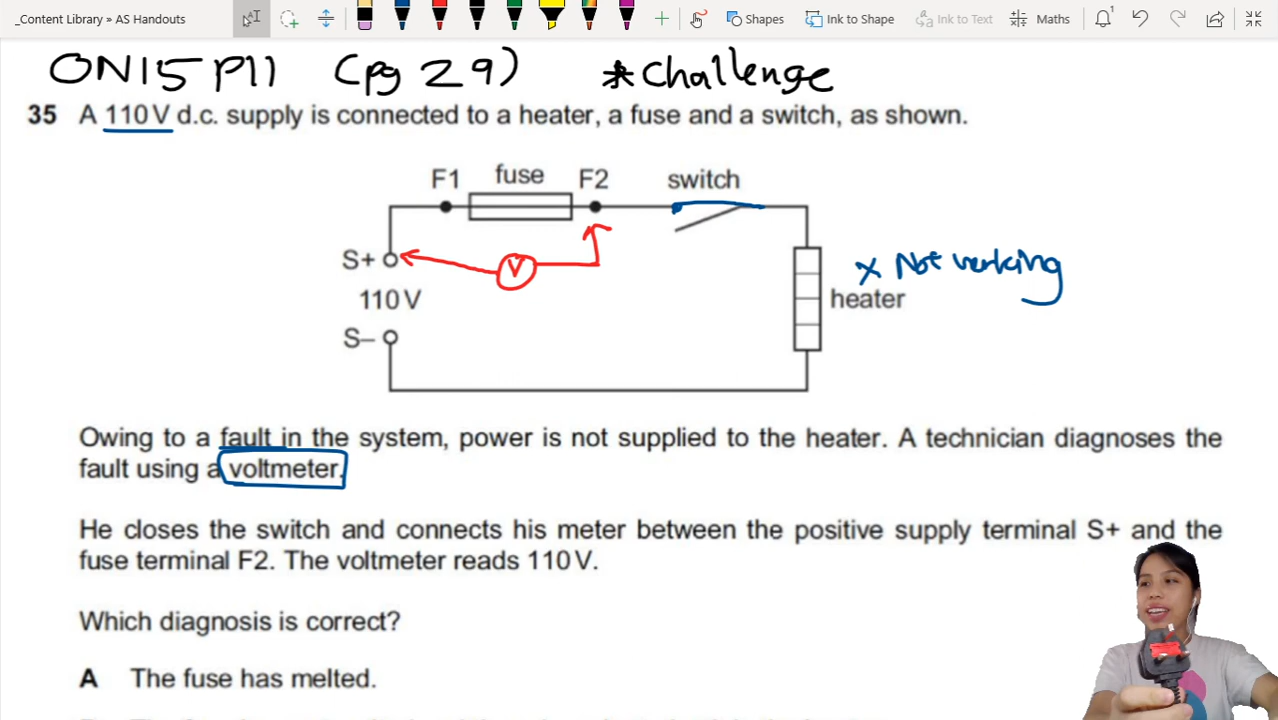 _Content Library » AS Handouts
Shapes
Ink to Shape
Ink to Text
Maths
ON15 P11 (pg 29) *Challenge
35 A 110 V d.c. supply is connected to a heater, a fuse and a switch, as shown.
F1 fuse F2 switch
S+
V
× Not working
110 V
heater
S–
Owing to a fault in the system, power is not supplied to the heater. A technician diagnoses the
fault using a voltmeter.
He closes the switch and connects his meter between the positive supply terminal S+ and the
fuse terminal F2. The voltmeter reads 110 V.
Which diagnosis is correct?
A The fuse has melted.